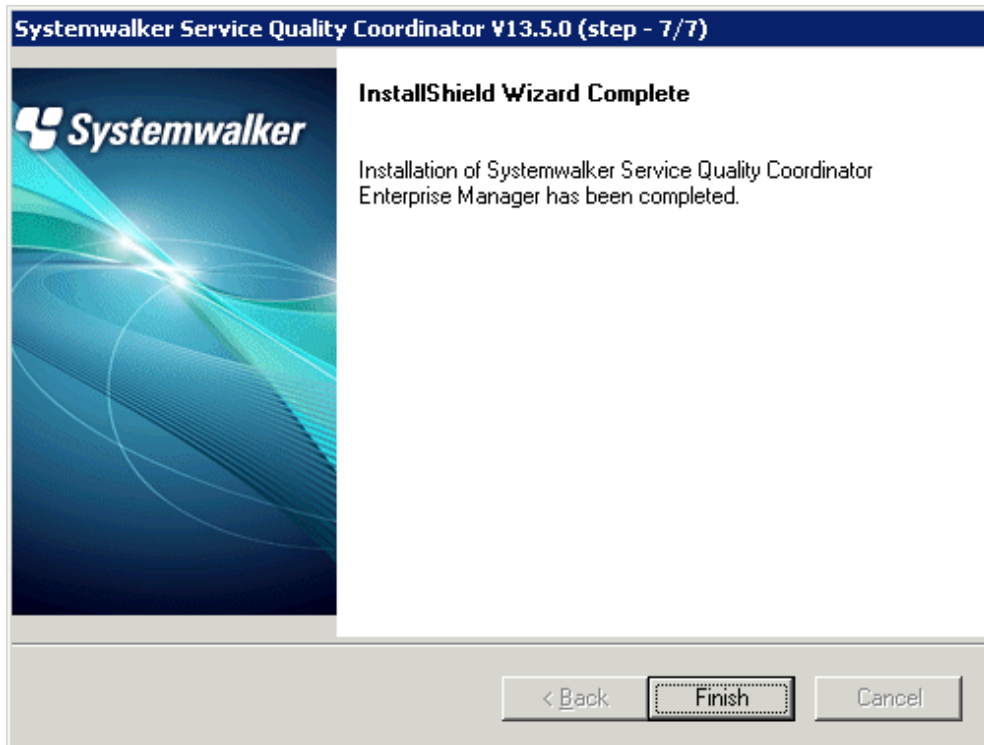 Systemwalker Service Quality Coordinator V13.5.0 (step - 7/7)
Systemwalker
InstallShield Wizard Complete
Installation of Systemwalker Service Quality Coordinator
Enterprise Manager has been completed.
< Back
Finish
Cancel